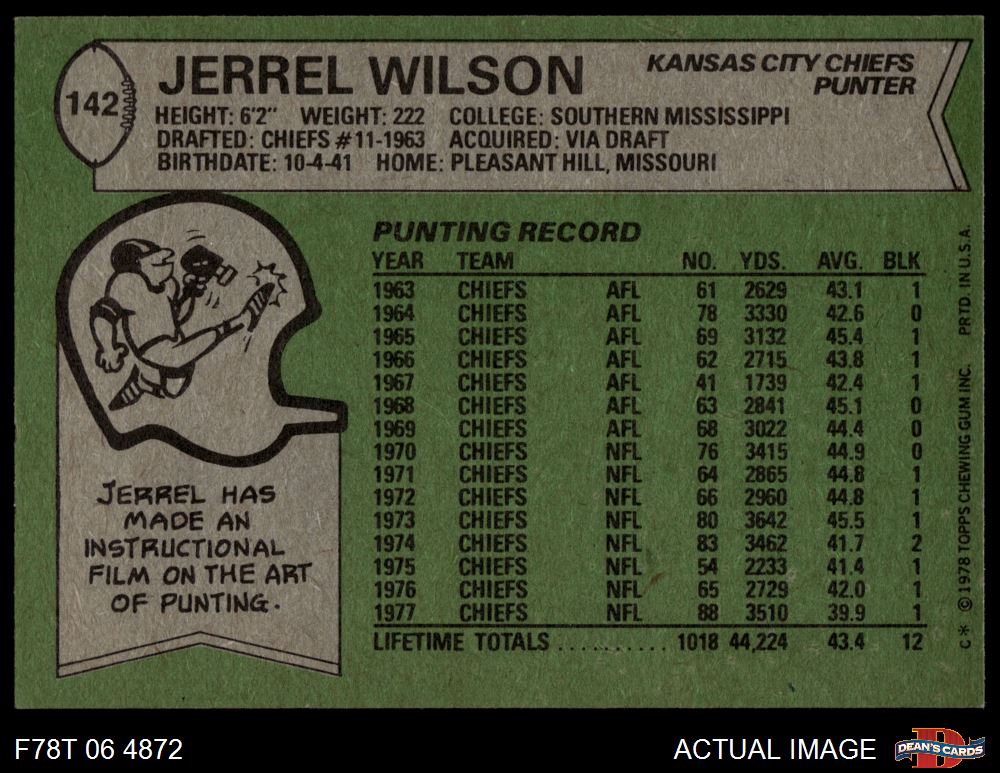 142
JERREL WILSON
KANSAS CITY CHIEFS
PUNTER
HEIGHT: 6'2" WEIGHT: 222 COLLEGE: SOUTHERN MISSISSIPPI
DRAFTED: CHIEFS #11-1963 ACQUIRED: VIA DRAFT
BIRTHDATE: 10-4-41 HOME: PLEASANT HILL, MISSOURI
JERREL HAS
MADE AN
INSTRUCTIONAL
FILM ON THE ART
OF PUNTING.
PUNTING RECORD
YEAR TEAM NO. YDS. AVG. BLK
1963 CHIEFS AFL 61 2629 43.1 1
1964 CHIEFS AFL 78 3330 42.6 0
1965 CHIEFS AFL 69 3132 45.4 1
1966 CHIEFS AFL 62 2715 43.8 1
1967 CHIEFS AFL 41 1739 42.4 1
1968 CHIEFS AFL 63 2841 45.1 0
1969 CHIEFS AFL 68 3022 44.4 0
1970 CHIEFS NFL 76 3415 44.9 0
1971 CHIEFS NFL 64 2865 44.8 1
1972 CHIEFS NFL 66 2960 44.8 1
1973 CHIEFS NFL 80 3642 45.5 1
1974 CHIEFS NFL 83 3462 41.7 2
1975 CHIEFS NFL 54 2233 41.4 1
1976 CHIEFS NFL 65 2729 42.0 1
1977 CHIEFS NFL 88 3510 39.9 1
LIFETIME TOTALS .......... 1018 44,224 43.4 12
C* © 1978 TOPPS CHEWING GUM INC. PRTD. IN U.S.A.
F78T 06 4872
ACTUAL IMAGE
D
DEAN'S CARDS